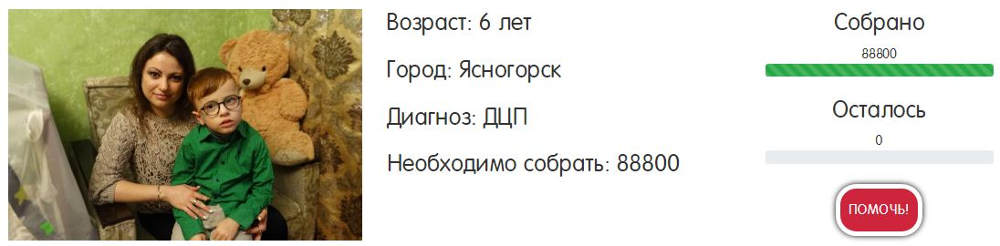 Возраст: 6 лет
Город: Ясногорск
Диагноз: ДЦП
Необходимо собрать: 88800
Собрано
88800
Осталось
0
ПОМОЧЬ!